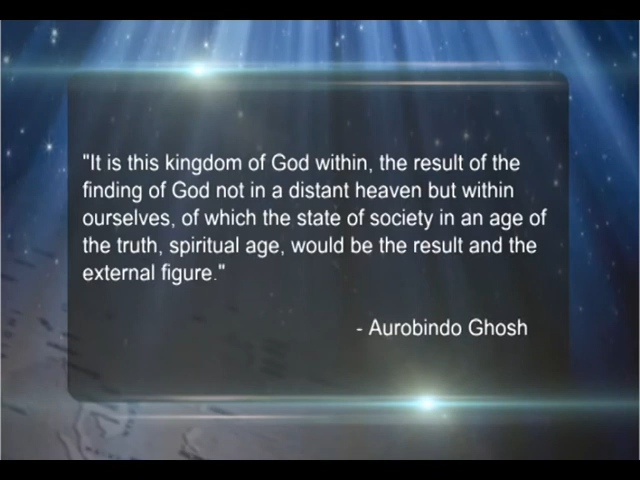 "It is this kingdom of God within, the result of the
finding of God not in a distant heaven but within
ourselves, of which the state of society in an age of
the truth, spiritual age, would be the result and the
external figure."
- Aurobindo Ghosh